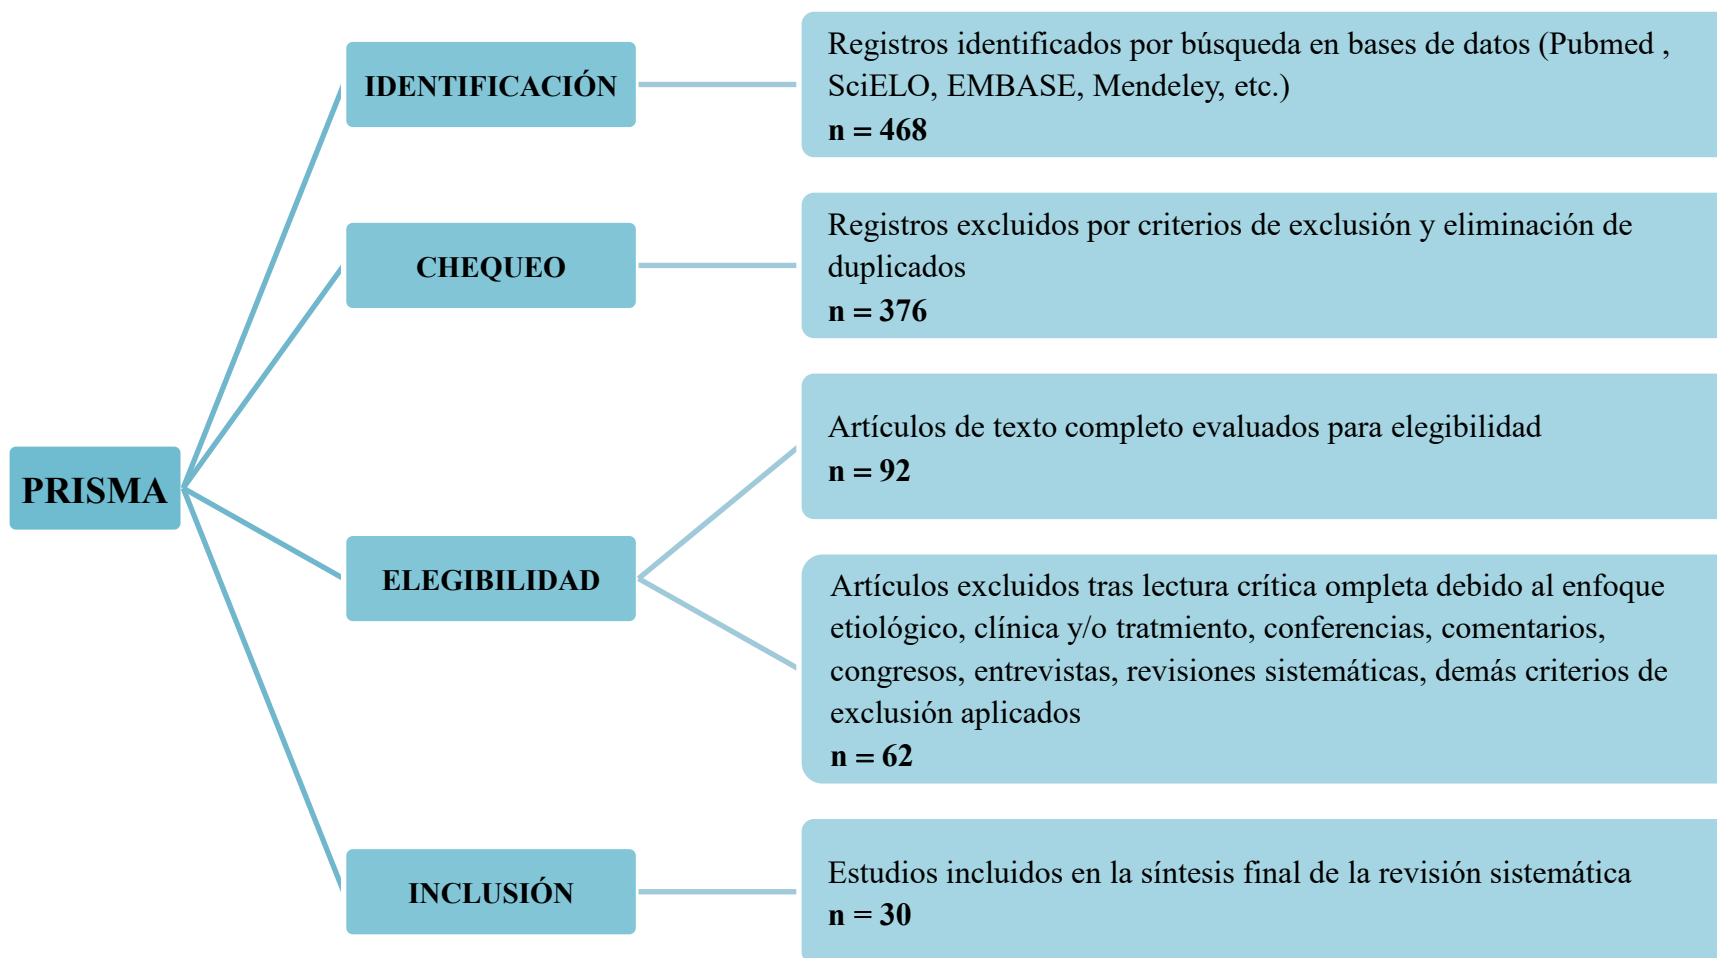 PRISMA
IDENTIFICACIÓN
Registros identificados por búsqueda en bases de datos (Pubmed ,
SciELO, EMBASE, Mendeley, etc.)
n = 468
CHEQUEO
Registros excluidos por criterios de exclusión y eliminación de
duplicados
n = 376
ELEGIBILIDAD
Artículos de texto completo evaluados para elegibilidad
n = 92
Artículos excluidos tras lectura crítica ompleta debido al enfoque
etiológico, clínica y/o tratmiento, conferencias, comentarios,
congresos, entrevistas, revisiones sistemáticas, demás criterios de
exclusión aplicados
n = 62
INCLUSIÓN
Estudios incluidos en la síntesis final de la revisión sistemática
n = 30